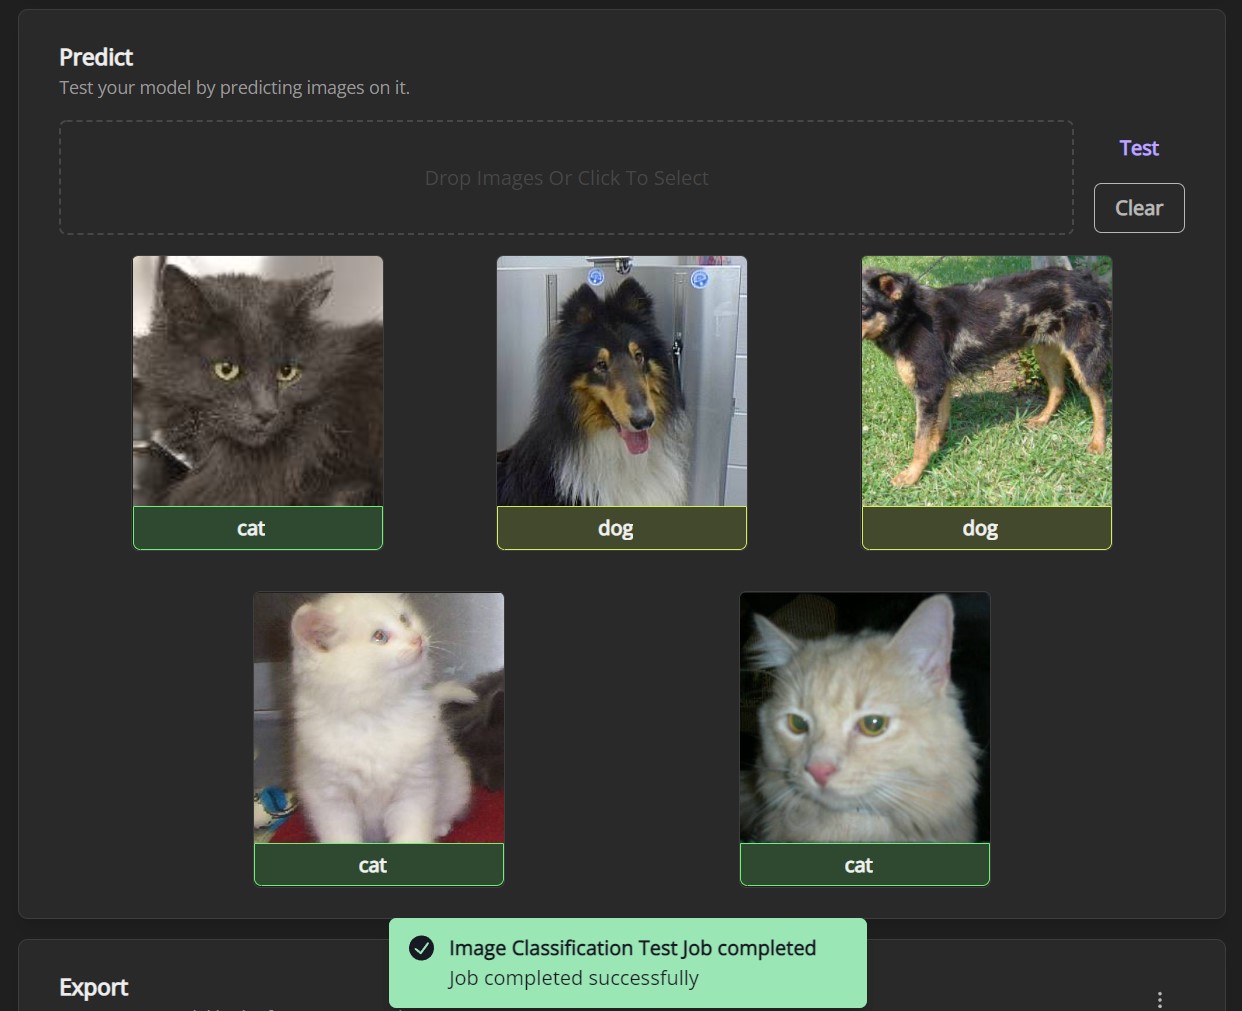 Predict
Test your model by predicting images on it.
Drop Images Or Click To Select
Test
Clear
cat
dog
dog
cat
cat
Image Classification Test Job completed
Job completed successfully
Export